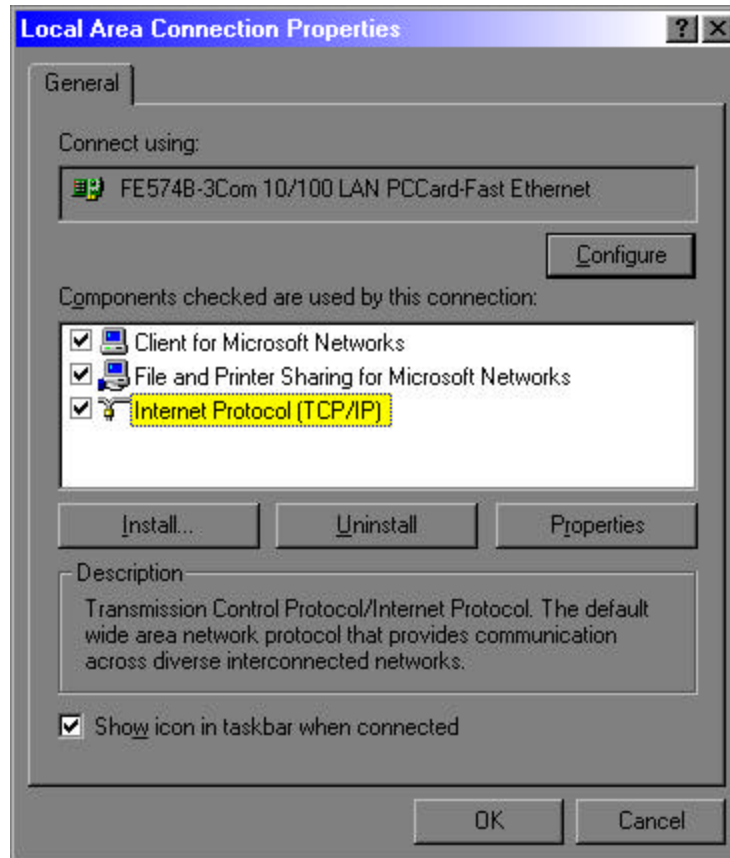 Local Area Connection Properties
General
Connect using:
FE574B-3Com 10/100 LAN PCCard-Fast Ethernet
Configure
Components checked are used by this connection:
Client for Microsoft Networks
File and Printer Sharing for Microsoft Networks
Internet Protocol (TCP/IP)
Install... Uninstall Properties
Description
Transmission Control Protocol/Internet Protocol. The default
wide area network protocol that provides communication
across diverse interconnected networks.
Show icon in taskbar when connected
OK Cancel